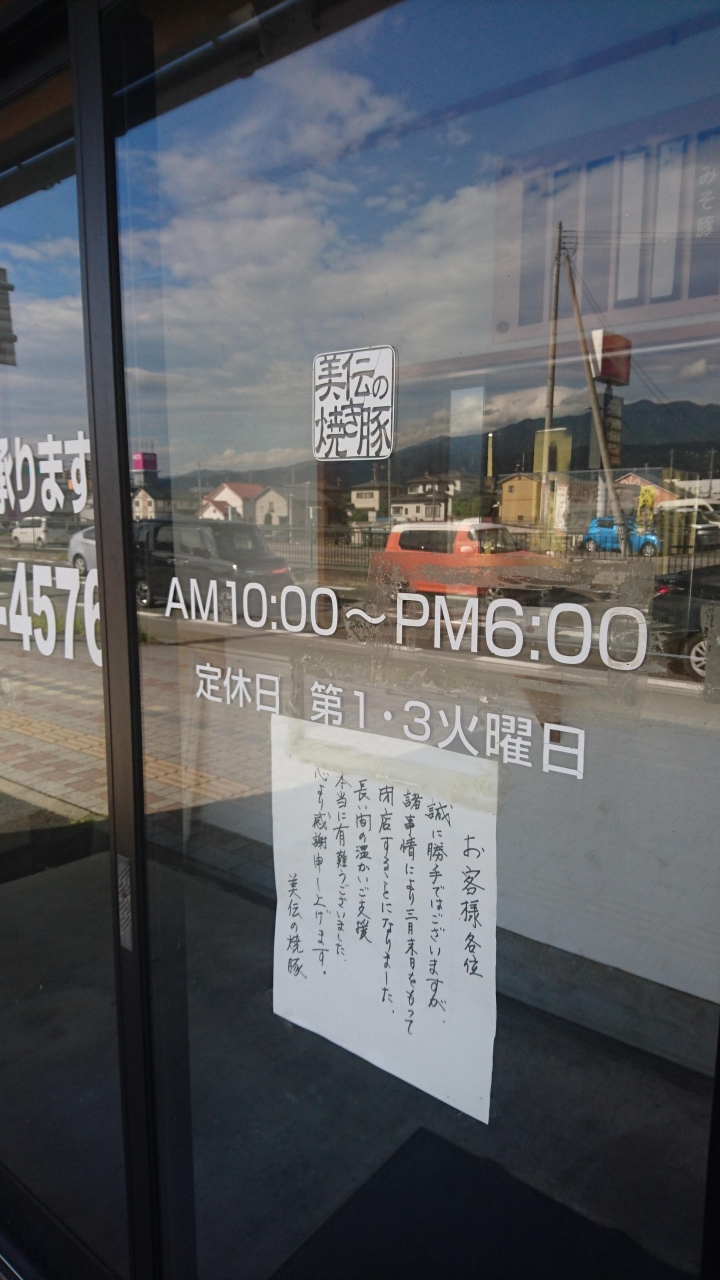 みそ豚
美伝の
焼き豚
承ります
-4576
AM10:00～PM6:00
定休日 第1・3火曜日
お客様各位
誠に勝手ではございますが、
諸事情により三月末日をもって
閉店することになりました。
長い間の温かいご支援
本当に有難うございました。
心より感謝申し上げます。
美伝の焼豚